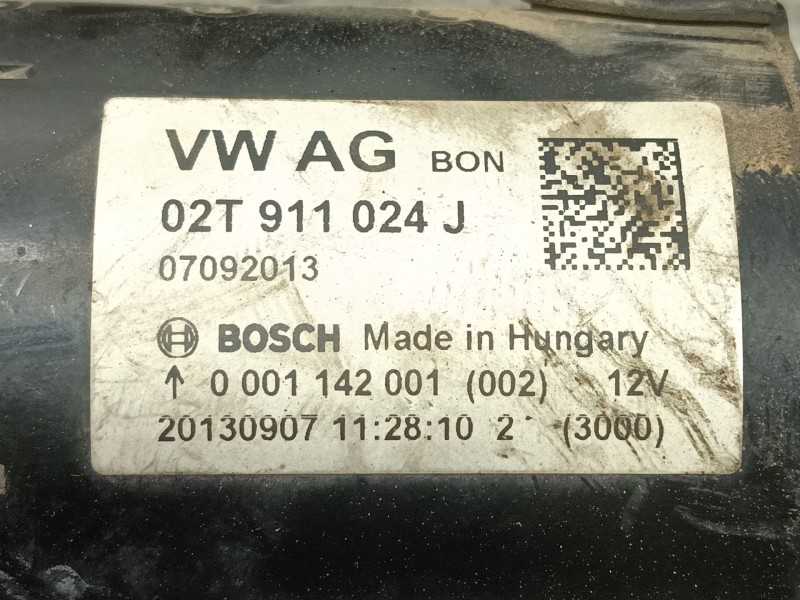 VW AG BON
02T 911 024 J
07092013
BOSCH Made in Hungary
↑ 0 001 142 001 (002) 12V
20130907 11:28:10 2 (3000)